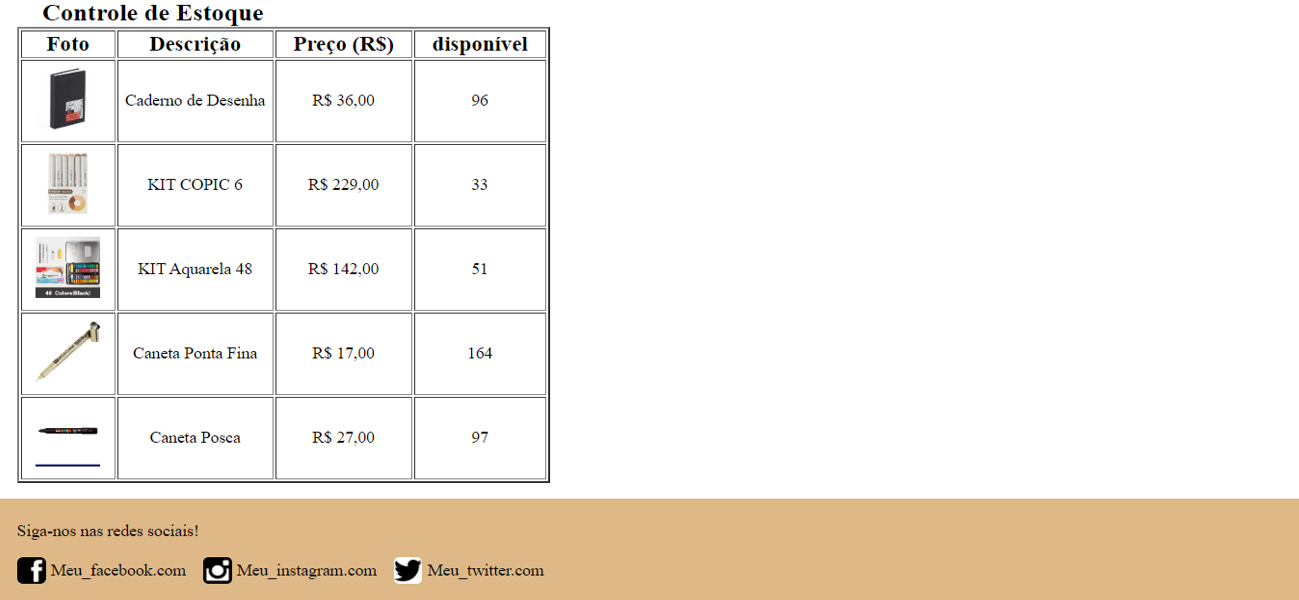 Controle de Estoque
Foto Descrição Preço (R$) disponível
Caderno de Desenha R$ 36,00 96
KIT COPIC 6 R$ 229,00 33
KIT Aquarela 48 R$ 142,00 51
48 Colors(Black)
Caneta Ponta Fina R$ 17,00 164
Caneta Posca R$ 27,00 97
Siga-nos nas redes sociais!
Meu_facebook.com Meu_instagram.com Meu_twitter.com